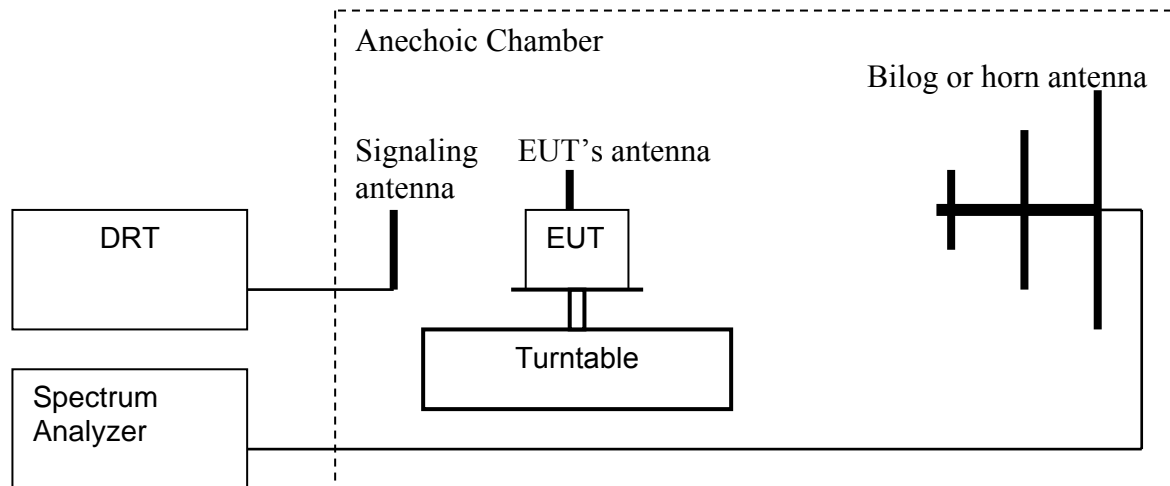 Anechoic Chamber
Bilog or horn antenna
Signaling
antenna
EUT’s antenna
DRT
EUT
Turntable
Spectrum
Analyzer